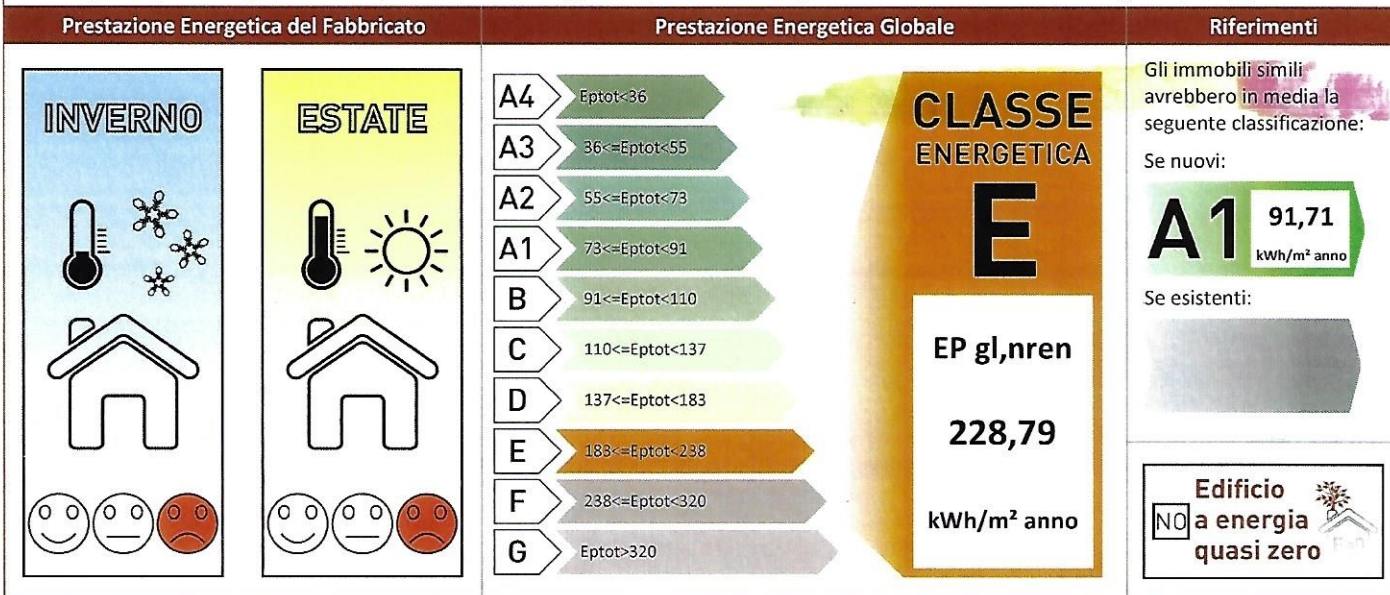 Prestazione Energetica del Fabbricato
Prestazione Energetica Globale
Riferimenti
INVERNO
ESTATE
A4 Eptot<36
A3 36<=Eptot<55
A2 55<=Eptot<73
A1 73<=Eptot<91
B 91<=Eptot<110
C 110<=Eptot<137
D 137<=Eptot<183
E 183<=Eptot<238
F 238<=Eptot<320
G Eptot>320
CLASSE
ENERGETICA
E
EP gl,nren
228,79
kWh/m² anno
Gli immobili simili
avrebbero in media la
seguente classificazione:
Se nuovi:
A1 91,71
kWh/m² anno
Se esistenti:
Edificio
NO a energia
quasi zero